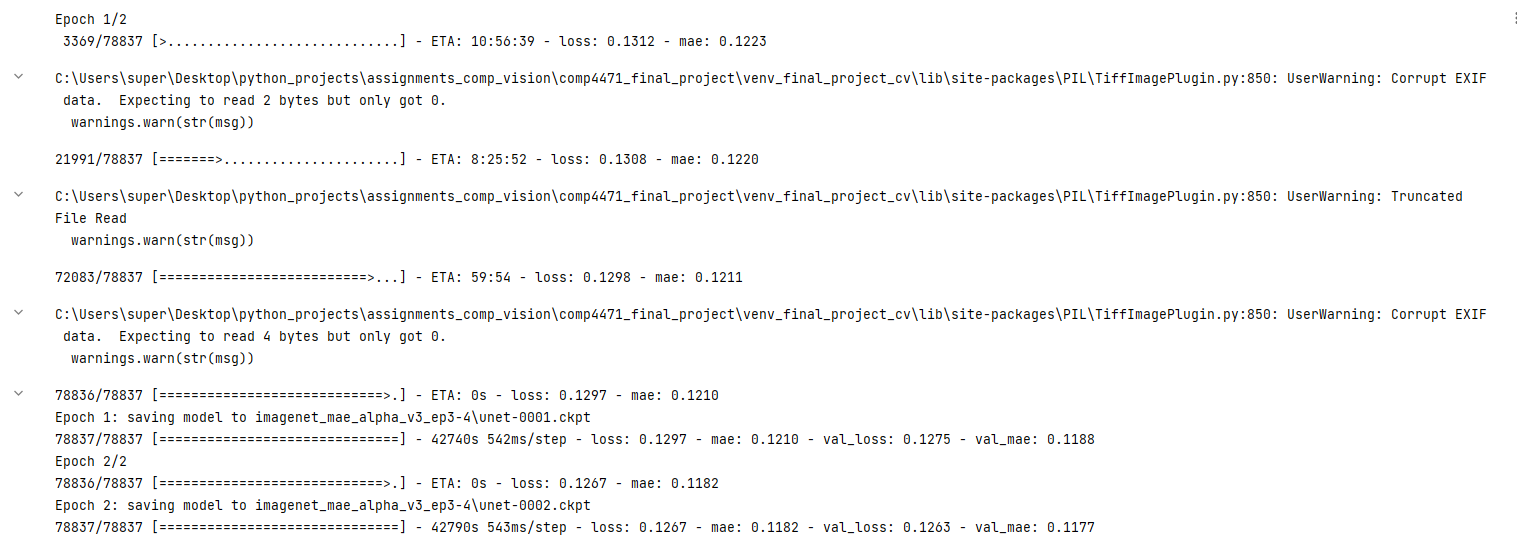 Epoch 1/2
 3369/78837 [>.............................] - ETA: 10:56:39 - loss: 0.1312 - mae: 0.1223
C:\Users\super\Desktop\python_projects\assignments_comp_vision\comp4471_final_project\venv_final_project_cv\lib\site-packages\PIL\TiffImagePlugin.py:850: UserWarning: Corrupt EXIF
 data.  Expecting to read 2 bytes but only got 0.
  warnings.warn(str(msg))
21991/78837 [=======>......................] - ETA: 8:25:52 - loss: 0.1308 - mae: 0.1220
C:\Users\super\Desktop\python_projects\assignments_comp_vision\comp4471_final_project\venv_final_project_cv\lib\site-packages\PIL\TiffImagePlugin.py:850: UserWarning: Truncated
File Read
  warnings.warn(str(msg))
72083/78837 [==========================>...] - ETA: 59:54 - loss: 0.1298 - mae: 0.1211
C:\Users\super\Desktop\python_projects\assignments_comp_vision\comp4471_final_project\venv_final_project_cv\lib\site-packages\PIL\TiffImagePlugin.py:850: UserWarning: Corrupt EXIF
 data.  Expecting to read 4 bytes but only got 0.
  warnings.warn(str(msg))
78836/78837 [============================>.] - ETA: 0s - loss: 0.1297 - mae: 0.1210
Epoch 1: saving model to imagenet_mae_alpha_v3_ep3-4\unet-0001.ckpt
78837/78837 [==============================] - 42740s 542ms/step - loss: 0.1297 - mae: 0.1210 - val_loss: 0.1275 - val_mae: 0.1188
Epoch 2/2
78836/78837 [============================>.] - ETA: 0s - loss: 0.1267 - mae: 0.1182
Epoch 2: saving model to imagenet_mae_alpha_v3_ep3-4\unet-0002.ckpt
78837/78837 [==============================] - 42790s 543ms/step - loss: 0.1267 - mae: 0.1182 - val_loss: 0.1263 - val_mae: 0.1177